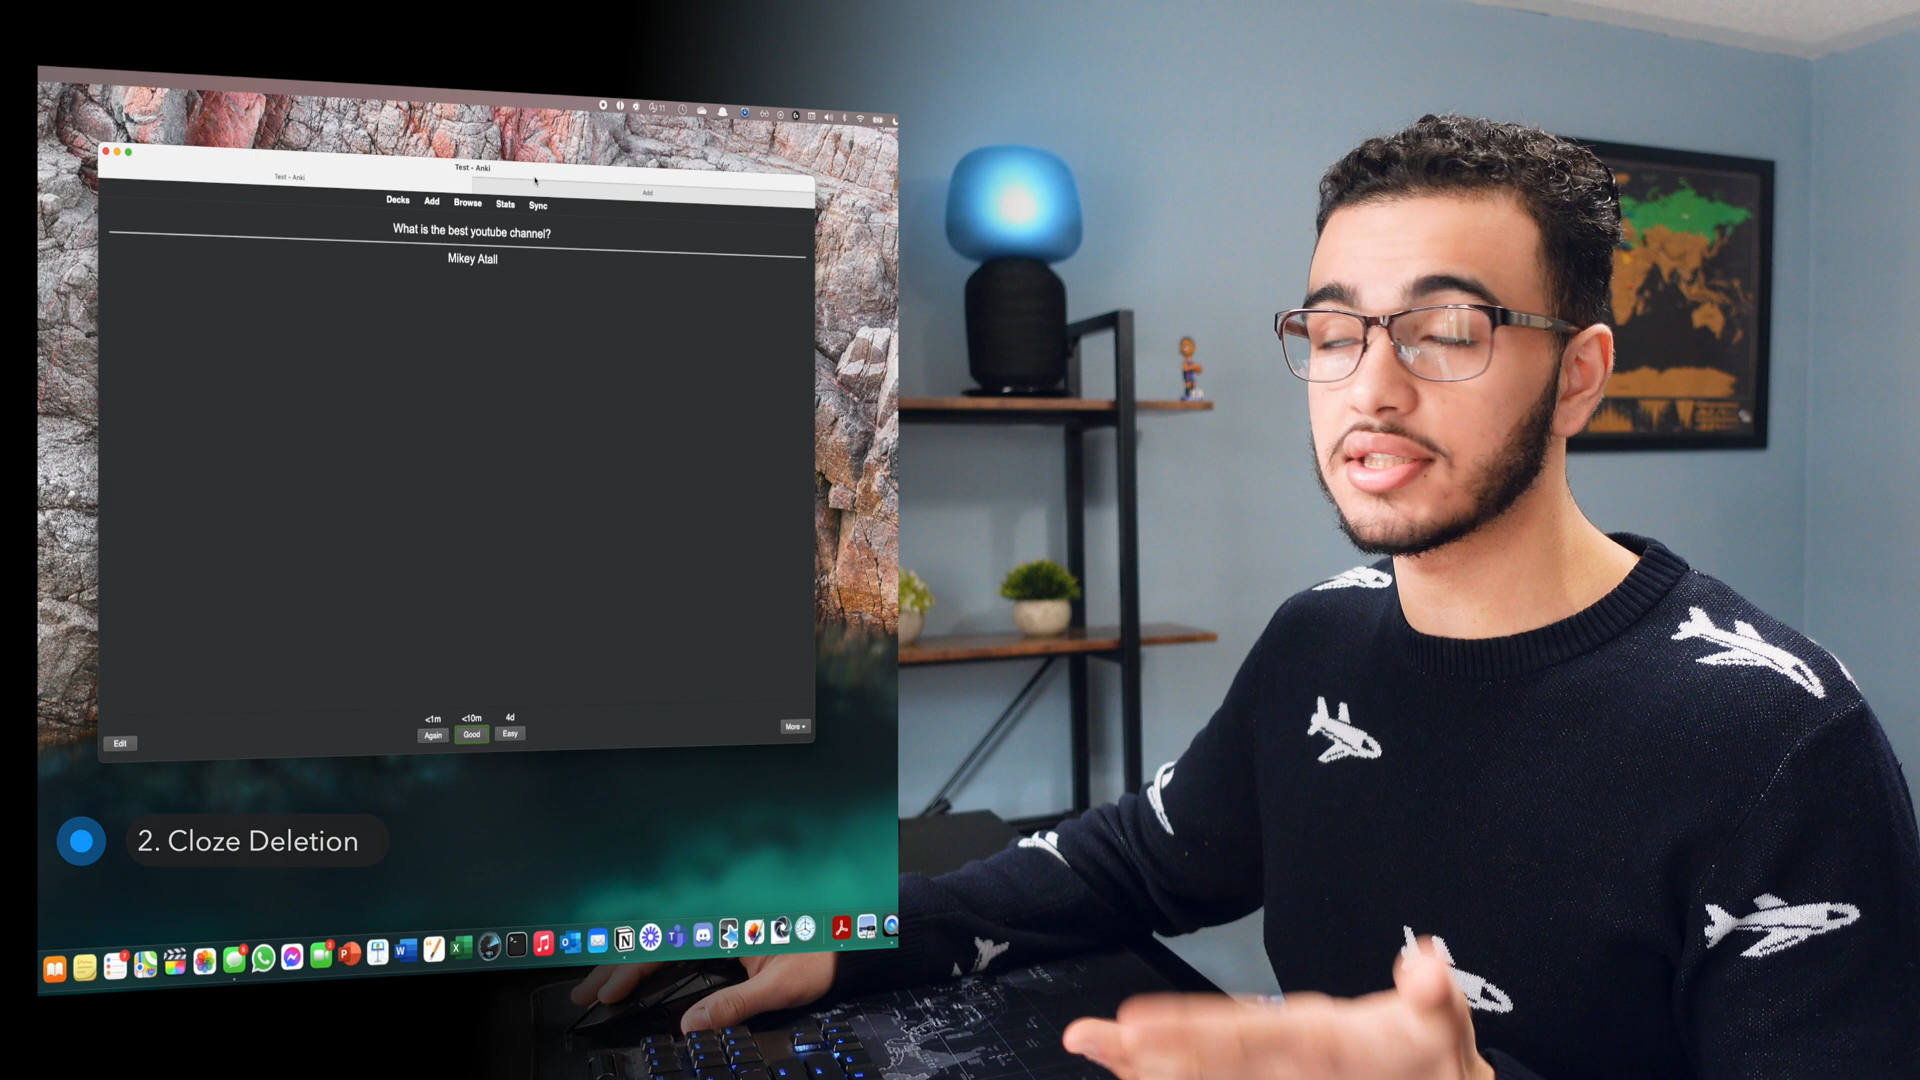 11
Test - Anki
Test - Anki
Add
Decks Add Browse Stats Sync
What is the best youtube channel?
Mikey Atall
<1m <10m 4d
Edit Again Good Easy More
2. Cloze Deletion